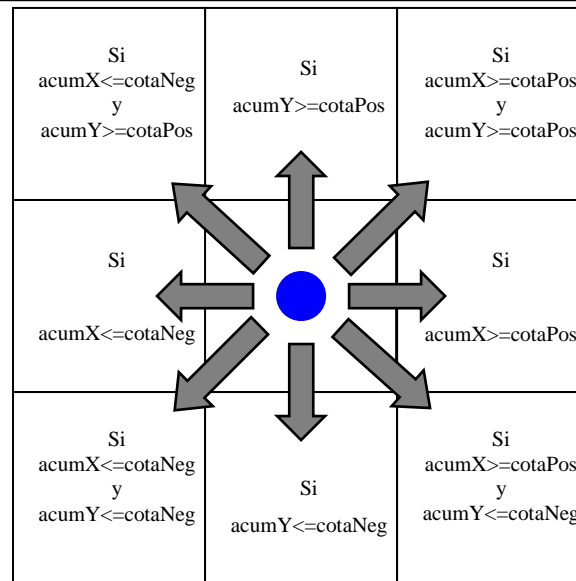 Si
acumX<=cotaNeg
y
acumY>=cotaPos
Si
acumY>=cotaPos
Si
acumX>=cotaPos
y
acumY>=cotaPos
Si
acumX<=cotaNeg
Si
acumX>=cotaPos
Si
acumX<=cotaNeg
y
acumY<=cotaNeg
Si
acumY<=cotaNeg
Si
acumX>=cotaPos
y
acumY<=cotaNeg